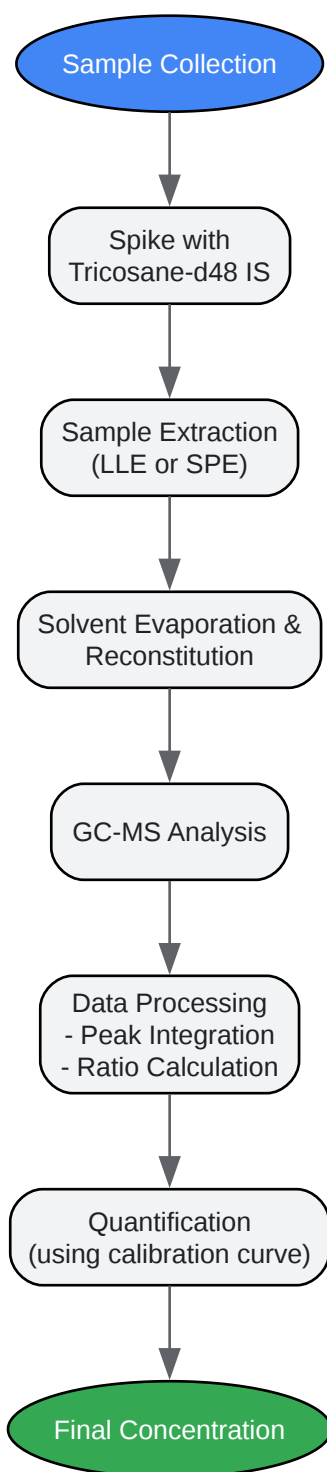 Sample Collection
Spike with
Tricosane-d48 IS
Sample Extraction
(LLE or SPE)
Solvent Evaporation &
Reconstitution
GC-MS Analysis
Data Processing
- Peak Integration
- Ratio Calculation
Quantification
(using calibration curve)
Final Concentration